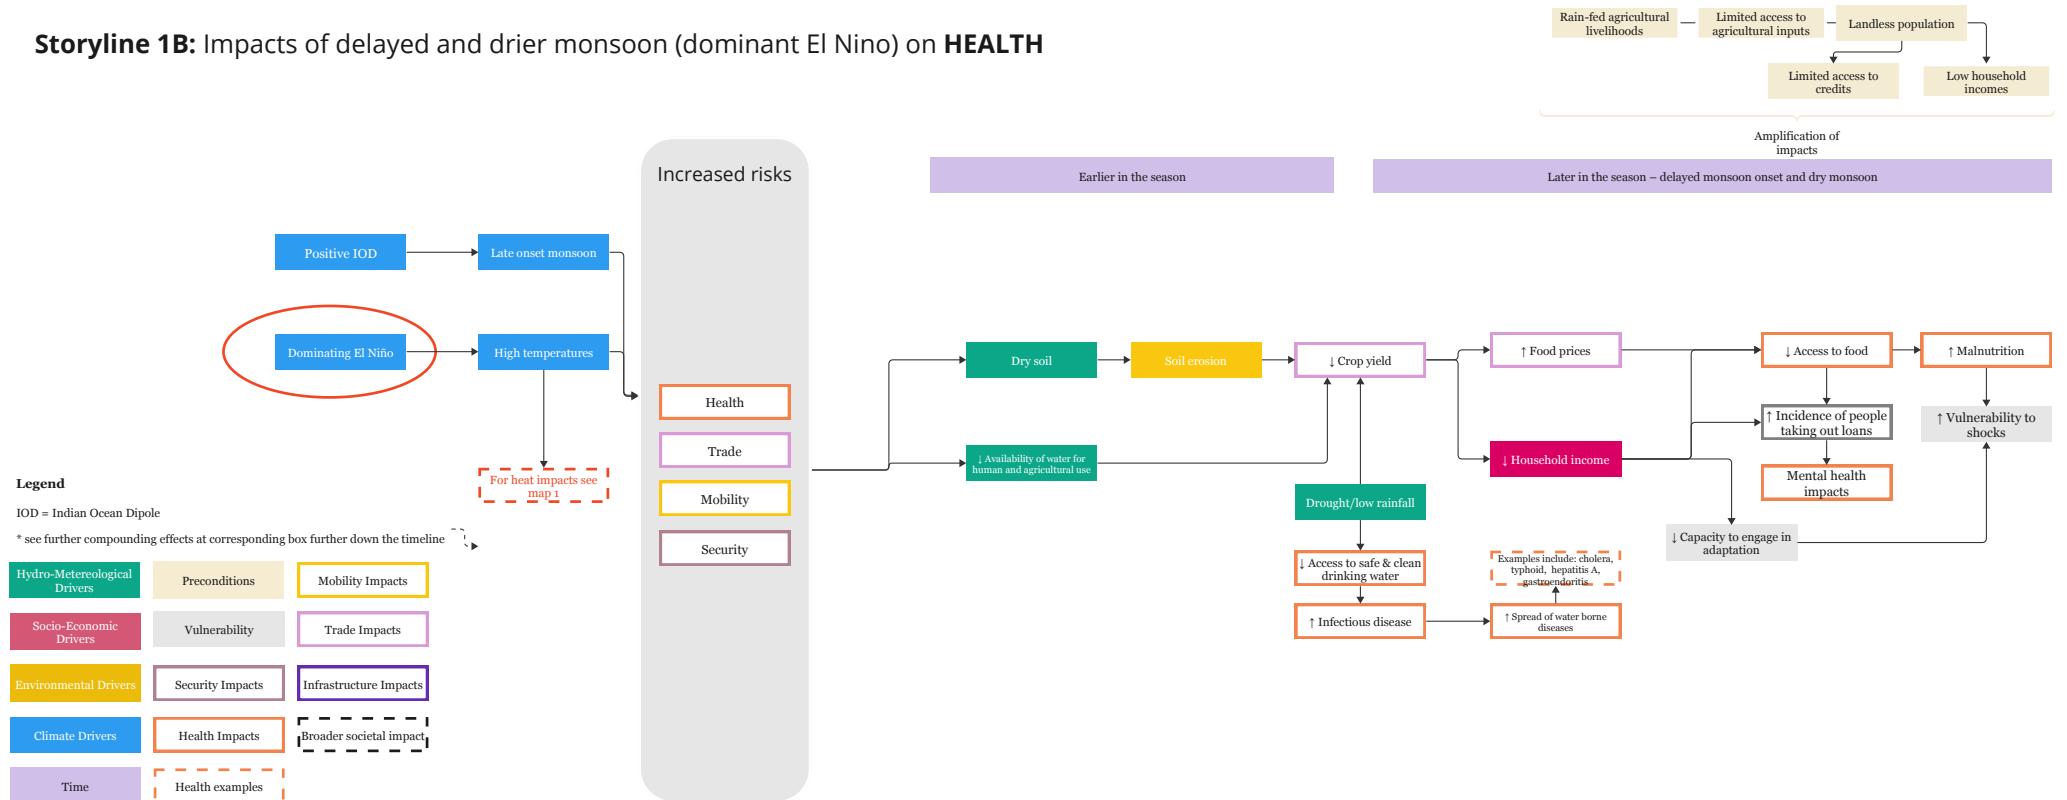 Storyline 1B: Impacts of delayed and drier monsoon (dominant El Nino) on HEALTH
Rain-fed agricultural
livelihoods
Limited access to
agricultural inputs
Landless population
Limited access to
credits
Low household
incomes
Amplification of
impacts
Increased risks
Earlier in the season
Later in the season – delayed monsoon onset and dry monsoon
Positive IOD
Late onset monsoon
Dominating El Niño
High temperatures
For heat impacts see
map 1
Health
Trade
Mobility
Security
Dry soil
Soil erosion
↓ Crop yield
↑ Food prices
↓ Access to food
↑ Malnutrition
↑ Incidence of people
taking out loans
↑ Vulnerability to
shocks
↓ Availability of water for
human and agricultural use
↓ Household income
Mental health
impacts
Drought/low rainfall
↓ Capacity to engage in
adaptation
↓ Access to safe & clean
drinking water
Examples include: cholera,
typhoid, hepatitis A,
gastroendoritis
↑ Infectious disease
↑ Spread of water borne
diseases
Legend
IOD = Indian Ocean Dipole
* see further compounding effects at corresponding box further down the timeline
Hydro-Metereological
Drivers
Preconditions
Mobility Impacts
Socio-Economic
Drivers
Vulnerability
Trade Impacts
Environmental Drivers
Security Impacts
Infrastructure Impacts
Climate Drivers
Health Impacts
Broader societal impact
Time
Health examples